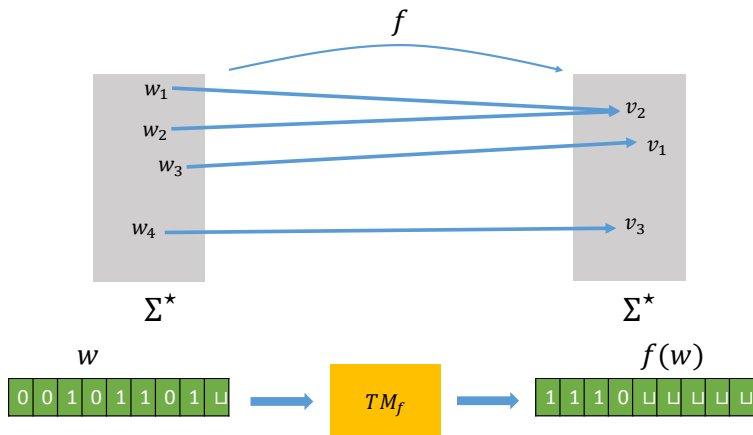 f
w₁
v₂
w₂
v₁
w₃
w₄
v₃
Σ* Σ*
w f(w)
0 0 1 0 1 1 0 1 ⊔ TM_f 1 1 1 0 ⊔ ⊔ ⊔ ⊔ ⊔